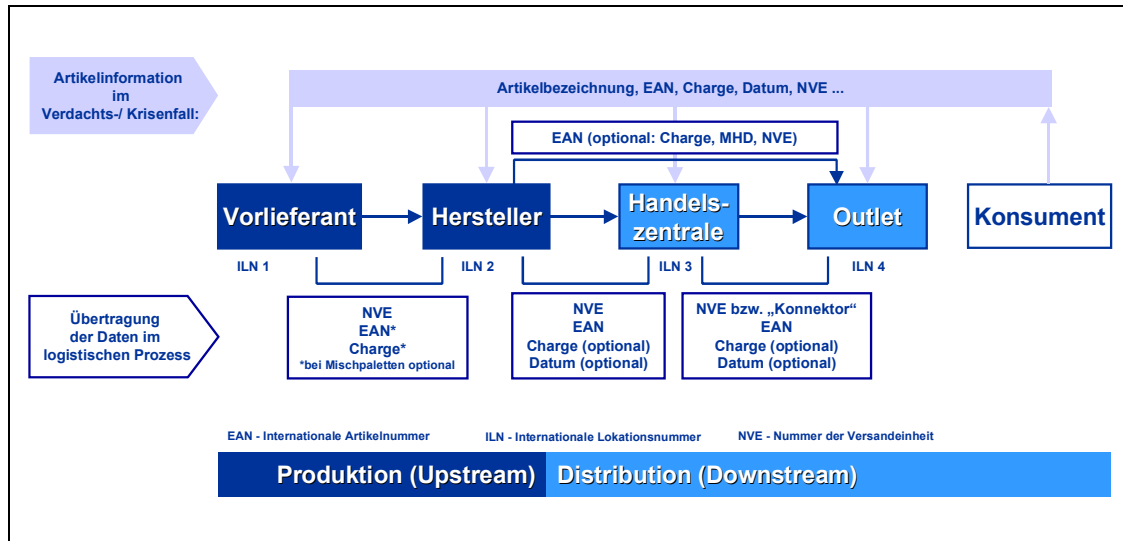 Artikelinformation
im
Verdachts-/ Krisenfall:
Artikelbezeichnung, EAN, Charge, Datum, NVE ...
EAN (optional: Charge, MHD, NVE)
Vorlieferant
Hersteller
Handels-
zentrale
Outlet
Konsument
ILN 1
ILN 2
ILN 3
ILN 4
Übertragung
der Daten im
logistischen Prozess
NVE
EAN*
Charge*
*bei Mischpaletten optional
NVE
EAN
Charge (optional)
Datum (optional)
NVE bzw. „Konnektor“
EAN
Charge (optional)
Datum (optional)
EAN - Internationale Artikelnummer
ILN - Internationale Lokationsnummer
NVE - Nummer der Versandeinheit
Produktion (Upstream)
Distribution (Downstream)